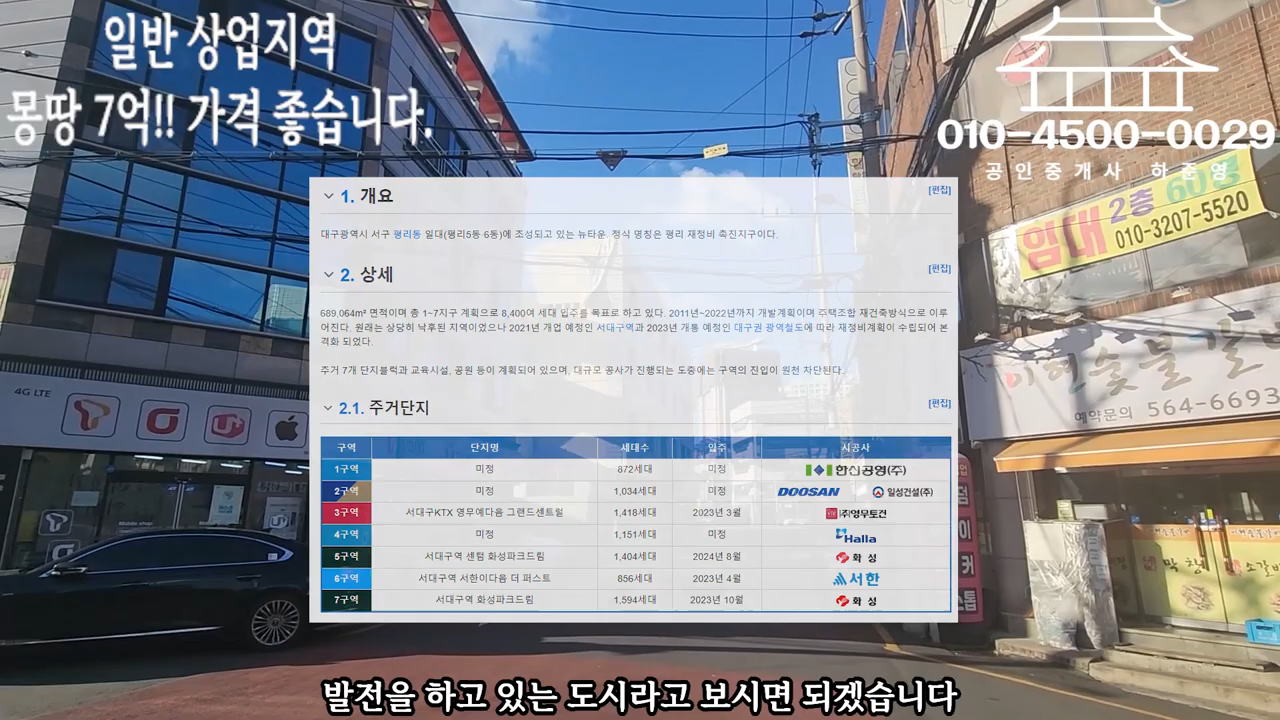 일반 상업지역
몽땅 7억!! 가격 좋습니다.
010-4500-0029
공인중개사 하준영
임대 2층 60평
010-3207-5520
1. 개요 [편집]
대구광역시 서구 평리동 일대(평리5동 6동)에 조성되고 있는 뉴타운. 정식 명칭은 평리 재정비 촉진지구이다.
2. 상세 [편집]
689,064m² 면적이며 총 1~7지구 계획으로 8,400여 세대 입주를 목표로 하고 있다. 2011년~2022년까지 개발계획이며 주택조합 재건축방식으로 이루
어진다. 원래는 상당히 낙후된 지역이었으나 2021년 개업 예정인 서대구역과 2023년 개통 예정인 대구권 광역철도에 따라 재정비계획이 수립되어 본
격화 되었다.
주거 7개 단지블럭과 교육시설, 공원 등이 계획되어 있으며, 대규모 공사가 진행되는 도중에는 구역의 진입이 원천 차단된다.
2.1. 주거단지 [편집]
구역 단지명 세대수 입주 시공사
1구역 미정 872세대 미정 한신공영(주)
2구역 미정 1,034세대 미정 DOOSAN 일성건설(주)
3구역 서대구KTX 영무예다음 그랜드센트럴 1,418세대 2023년 3월 (주)영무토건
4구역 미정 1,151세대 미정 Halla
5구역 서대구역 센텀 화성파크드림 1,404세대 2024년 8월 화성
6구역 서대구역 서한이다음 더 퍼스트 856세대 2023년 4월 서한
7구역 서대구역 화성파크드림 1,594세대 2023년 10월 화성
4G LTE
Mobile shop
숯불갈비
예약문의 564-6693
막창
소갈비
발전을 하고 있는 도시라고 보시면 되겠습니다